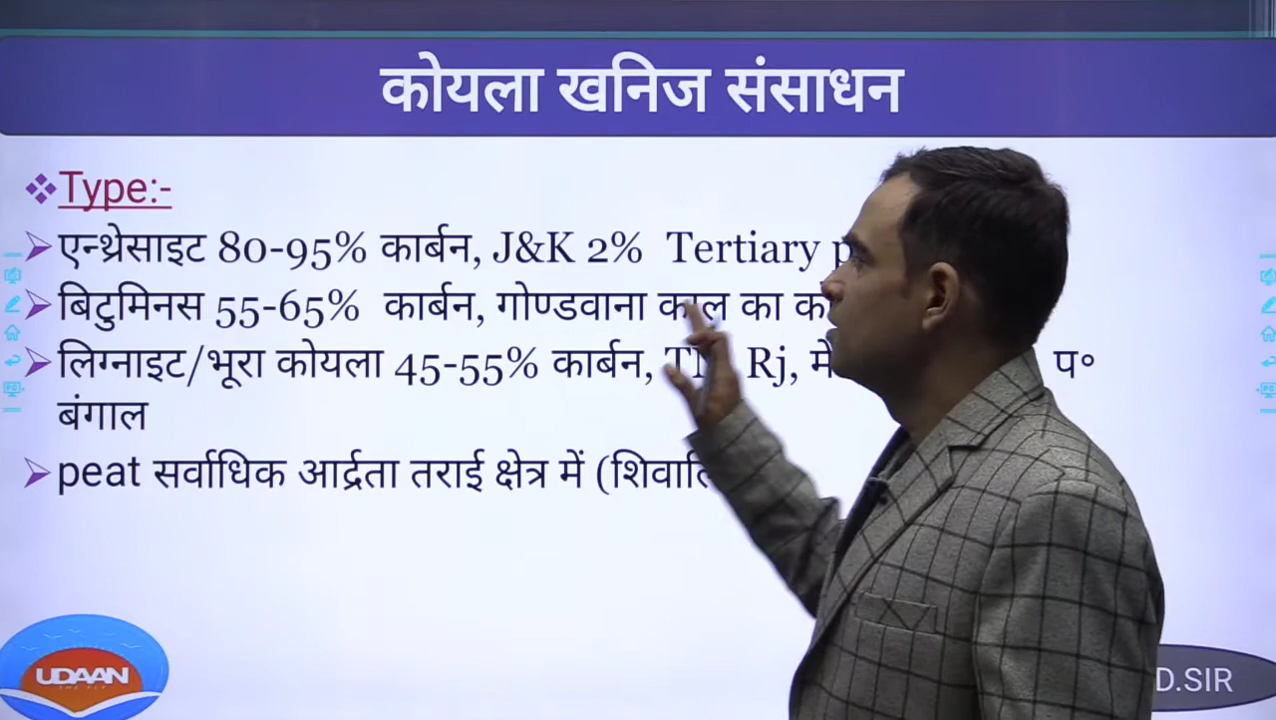 कोयला खनिज संसाधन
Type:-
एन्थ्रेसाइट 80-95% कार्बन, J&K 2% Tertiary
बिटुमिनस 55-65% कार्बन, गोण्डवाना काल का
लिग्नाइट/भूरा कोयला 45-55% कार्बन, Rj, प॰
बंगाल
peat सर्वाधिक आर्द्रता तराई क्षेत्र में
UDAAN
D.SIR